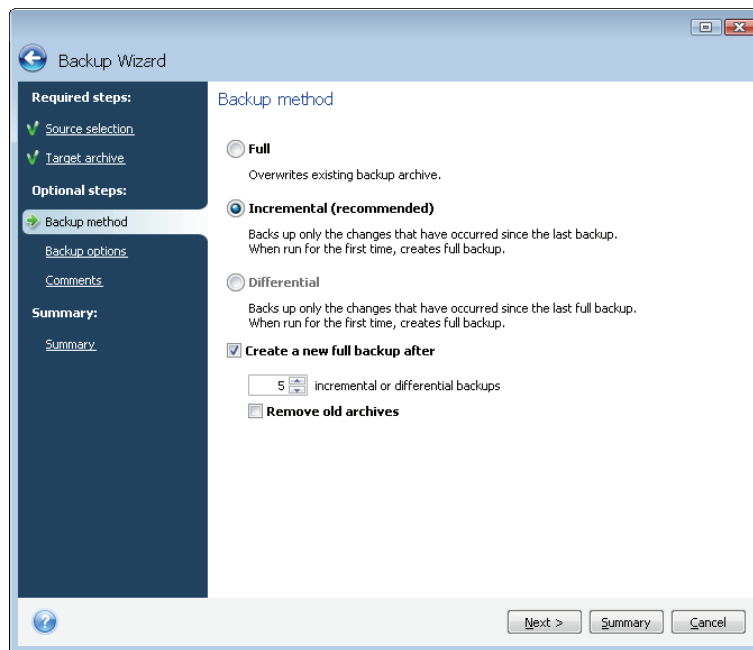 Backup Wizard
Required steps:
Source selection
Target archive
Optional steps:
Backup method
Backup options
Comments
Summary:
Summary
Backup method
Full
Overwrites existing backup archive.
Incremental (recommended)
Backs up only the changes that have occurred since the last backup.
When run for the first time, creates full backup.
Differential
Backs up only the changes that have occurred since the last full backup.
When run for the first time, creates full backup.
Create a new full backup after
5 incremental or differential backups
Remove old archives
? Next > Summary Cancel